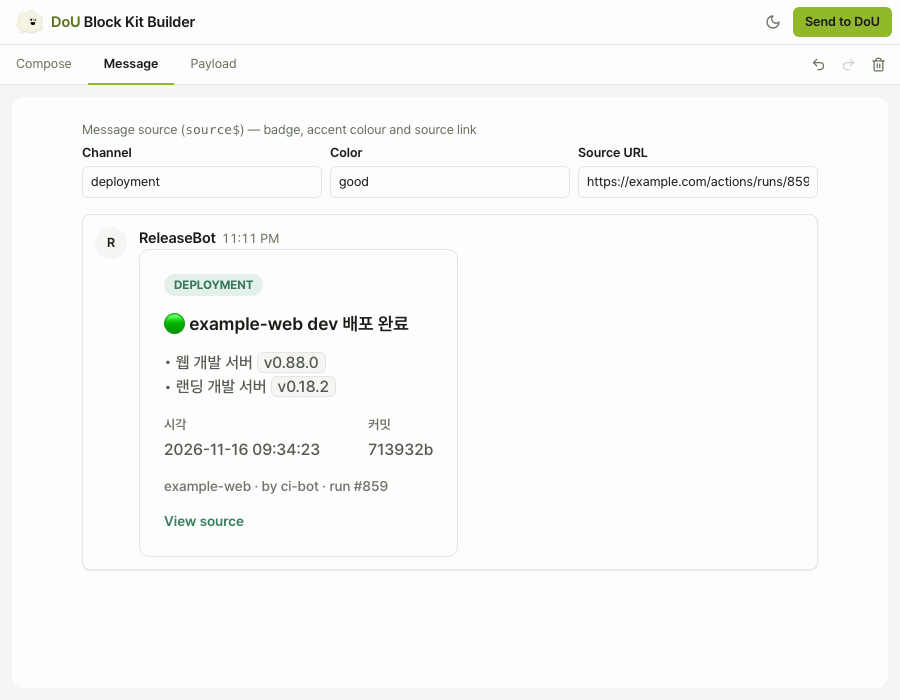 DoU Block Kit Builder
Send to DoU
Compose
Message
Payload
Message source (source$) — badge, accent colour and source link
Channel
Color
Source URL
deployment
good
https://example.com/actions/runs/859
R
ReleaseBot 11:11 PM
DEPLOYMENT
example-web dev 배포 완료
• 웹 개발 서버 v0.88.0
• 랜딩 개발 서버 v0.18.2
시각
커밋
2026-11-16 09:34:23
713932b
example-web · by ci-bot · run #859
View source